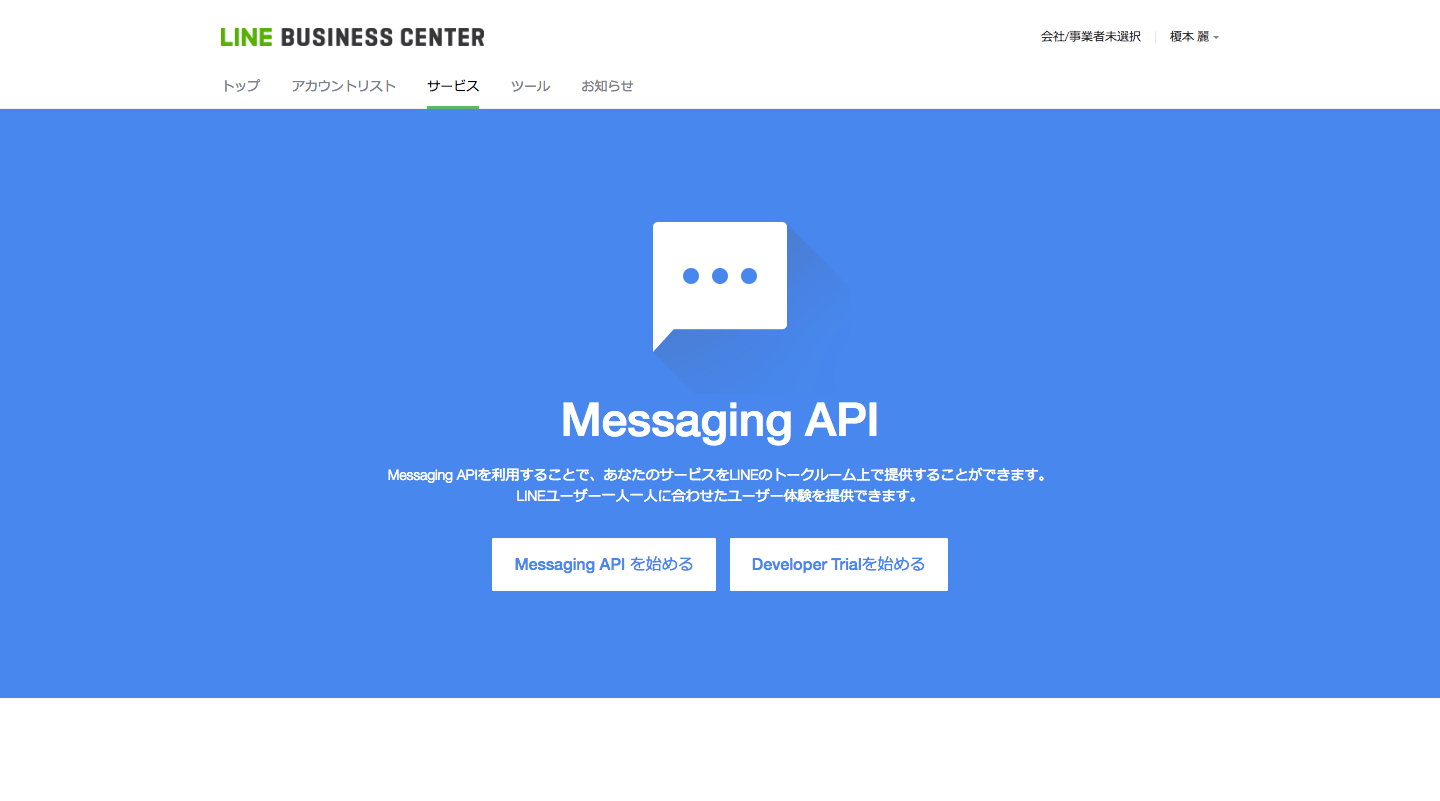 LINE BUSINESS CENTER
会社/事業者未選択
榎本 麗
トップ
アカウントリスト
サービス
ツール
お知らせ
Messaging API
Messaging APIを利用することで、あなたのサービスをLINEのトークルーム上で提供することができます。
LINEユーザー一人一人に合わせたユーザー体験を提供できます。
Messaging API を始める
Developer Trialを始める